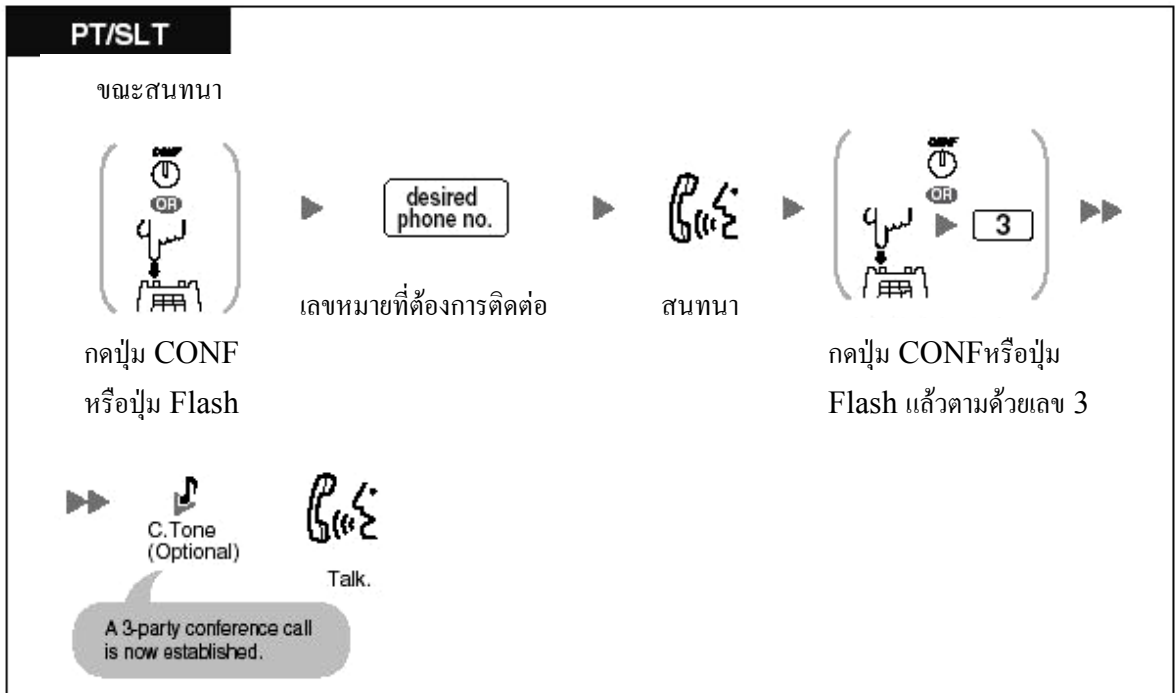 PT/SLT
ขณะสนทนา
CONF
OR
desired
phone no.
CONF
OR
3
เลขหมายที่ต้องการติดต่อ
สนทนา
กดปุ่ม CONF
หรือปุ่ม Flash
กดปุ่ม CONFหรือปุ่ม
Flash แล้วตามด้วยเลข 3
C.Tone
(Optional)
Talk.
A 3-party conference call
is now established.